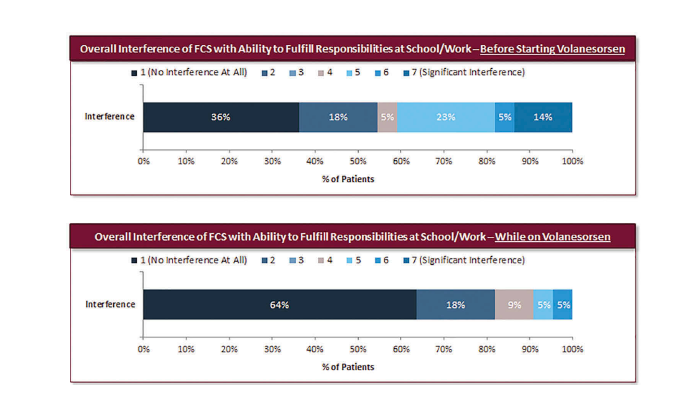 Overall Interference of FCS with Ability to Fulfill Responsibilities at School/Work – Before Starting Volanesorsen
1 (No Interference At All) 2 3 4 5 6 7 (Significant Interference)
Interference 36% 18% 5% 23% 5% 14%
0% 10% 20% 30% 40% 50% 60% 70% 80% 90% 100%
% of Patients
Overall Interference of FCS with Ability to Fulfill Responsibilities at School/Work – While on Volanesorsen
1 (No Interference At All) 2 3 4 5 6 7 (Significant Interference)
Interference 64% 18% 9% 5% 5%
0% 10% 20% 30% 40% 50% 60% 70% 80% 90% 100%
% of Patients